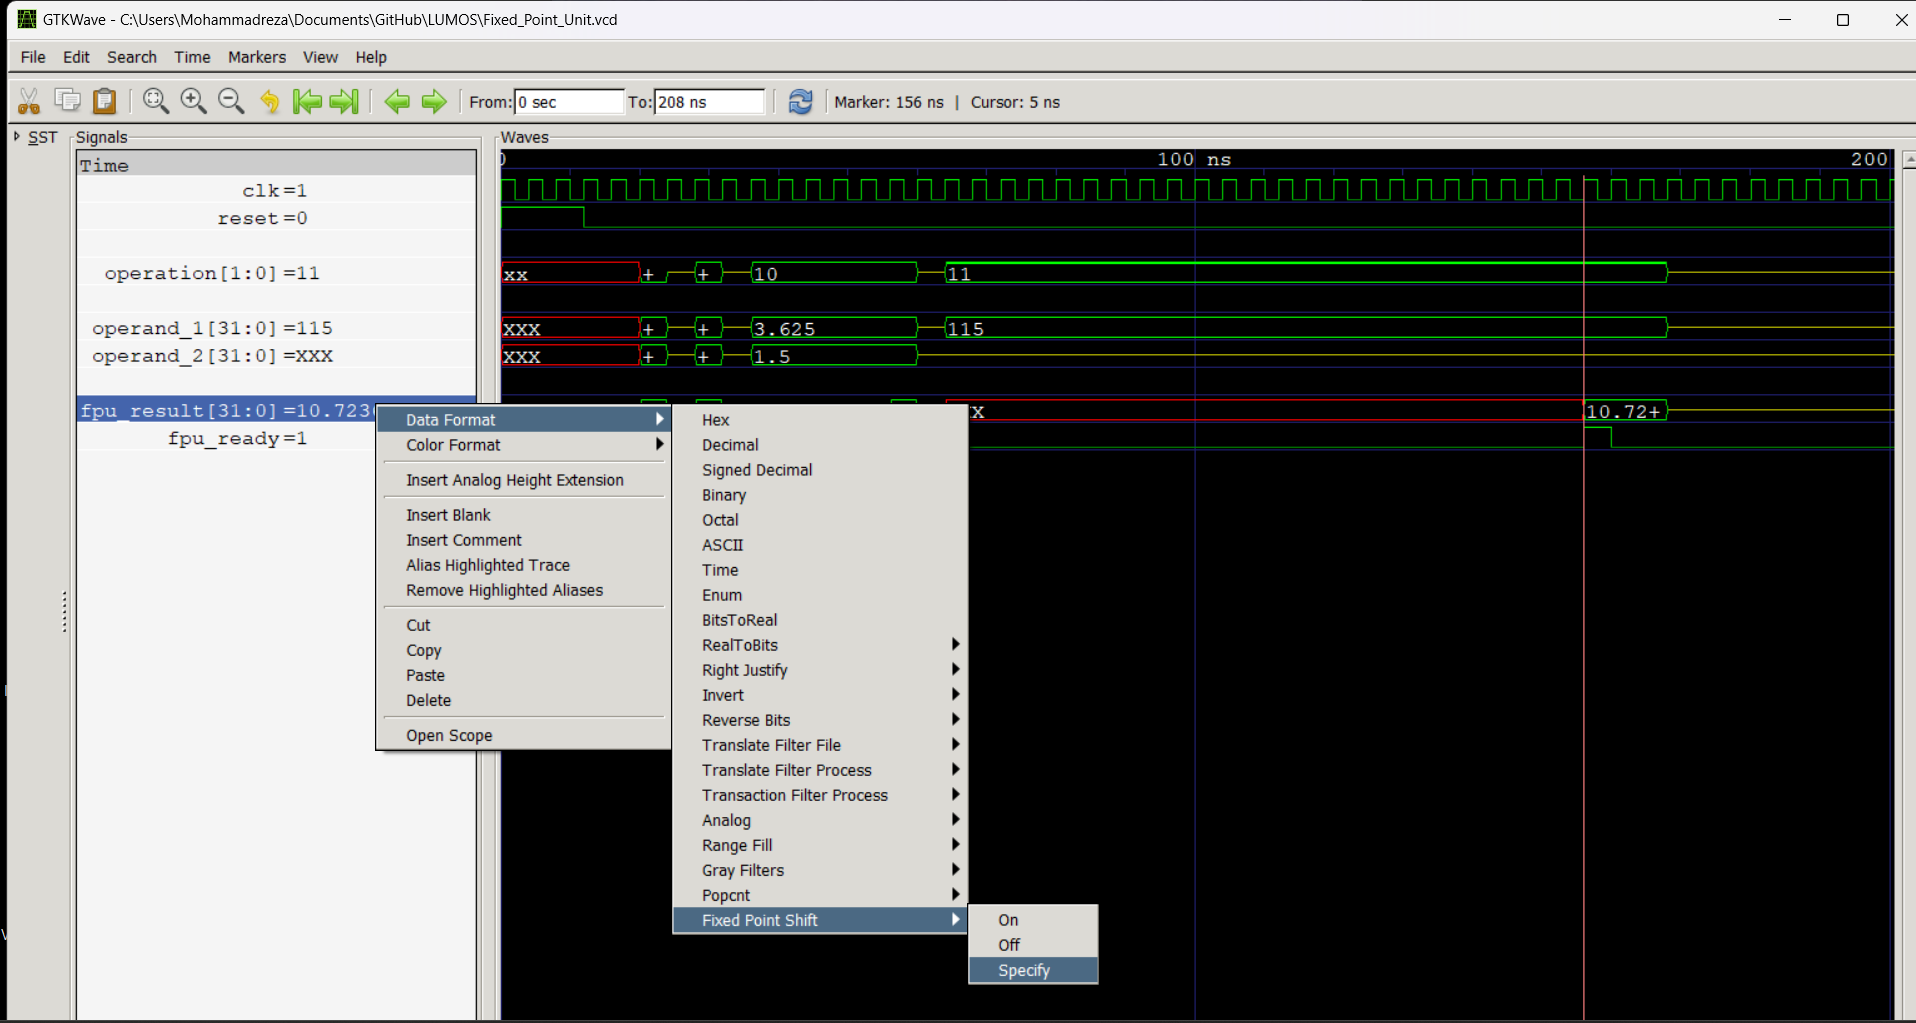 GTKWave - C:\Users\Mohammadreza\Documents\GitHub\LUMOS\Fixed_Point_Unit.vcd
File Edit Search Time Markers View Help
From: 0 sec To: 208 ns Marker: 156 ns | Cursor: 5 ns
SST Signals Waves
Time 0 100 ns 200
clk=1
reset=0
operation[1:0]=11 xx + + 10 11
operand_1[31:0]=115 XXX + + 3.625 115
operand_2[31:0]=XXX XXX + + 1.5
fpu_result[31:0]=10.723 X 10.72+
fpu_ready=1
Data Format
Color Format
Insert Analog Height Extension
Insert Blank
Insert Comment
Alias Highlighted Trace
Remove Highlighted Aliases
Cut
Copy
Paste
Delete
Open Scope
Hex
Decimal
Signed Decimal
Binary
Octal
ASCII
Time
Enum
BitsToReal
RealToBits
Right Justify
Invert
Reverse Bits
Translate Filter File
Translate Filter Process
Transaction Filter Process
Analog
Range Fill
Gray Filters
Popcnt
Fixed Point Shift
On
Off
Specify